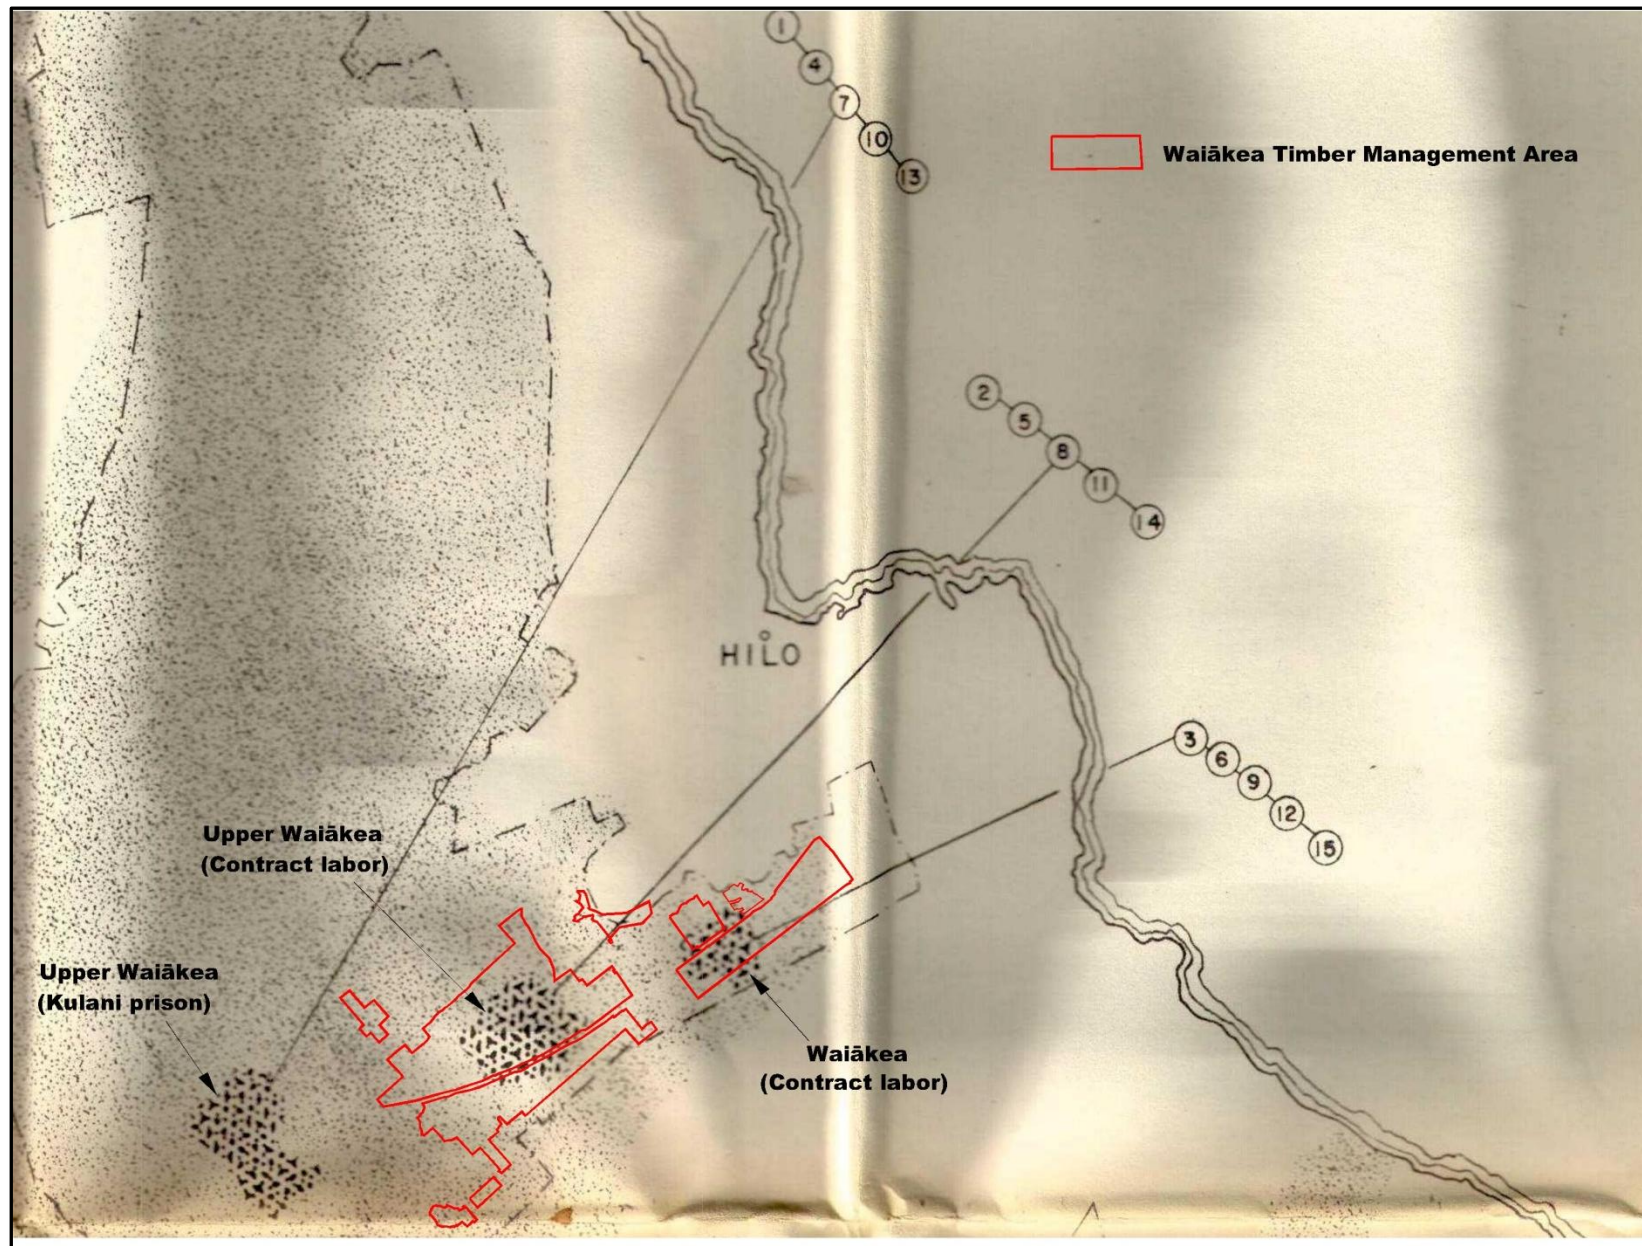 1
4
7
10
13
Waiākea Timber Management Area
2
5
8
11
14
HILO
3
6
9
12
15
Upper Waiākea
(Contract labor)
Upper Waiākea
(Kulani prison)
Waiākea
(Contract labor)